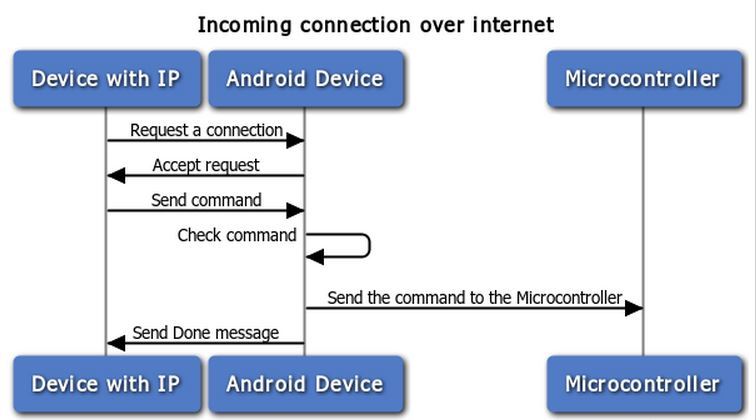 Incoming connection over internet
Device with IP
Android Device
Microcontroller
Request a connection
Accept request
Send command
Check command
Send the command to the Microcontroller
Send Done message
Device with IP
Android Device
Microcontroller